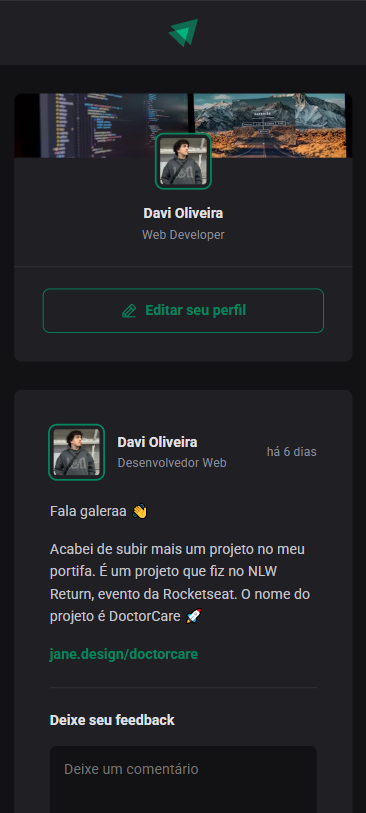 Davi Oliveira
Web Developer
Editar seu perfil
Davi Oliveira
Desenvolvedor Web
há 6 dias
Fala galeraa 👋
Acabei de subir mais um projeto no meu
portifa. É um projeto que fiz no NLW
Return, evento da Rocketseat. O nome do
projeto é DoctorCare 🚀
jane.design/doctorcare
Deixe seu feedback
Deixe um comentário